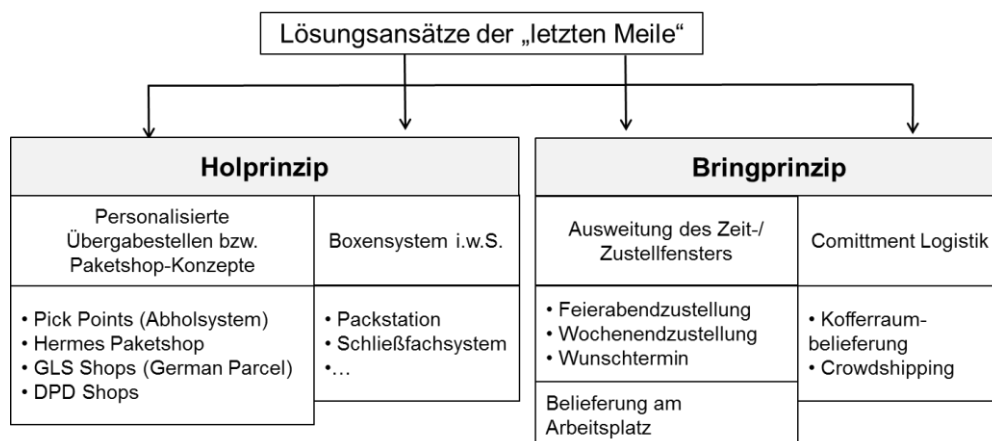 Lösungsansätze der „letzten Meile“
Holprinzip
Personalisierte
Übergabestellen bzw.
Paketshop-Konzepte
Boxensystem i.w.S.
• Pick Points (Abholsystem)
• Hermes Paketshop
• GLS Shops (German Parcel)
• DPD Shops
• Packstation
• Schließfachsystem
•…
Bringprinzip
Ausweitung des Zeit-/
Zustellfensters
Comittment Logistik
• Feierabendzustellung
• Wochenendzustellung
• Wunschtermin
Belieferung am
Arbeitsplatz
• Kofferraum-
belieferung
• Crowdshipping